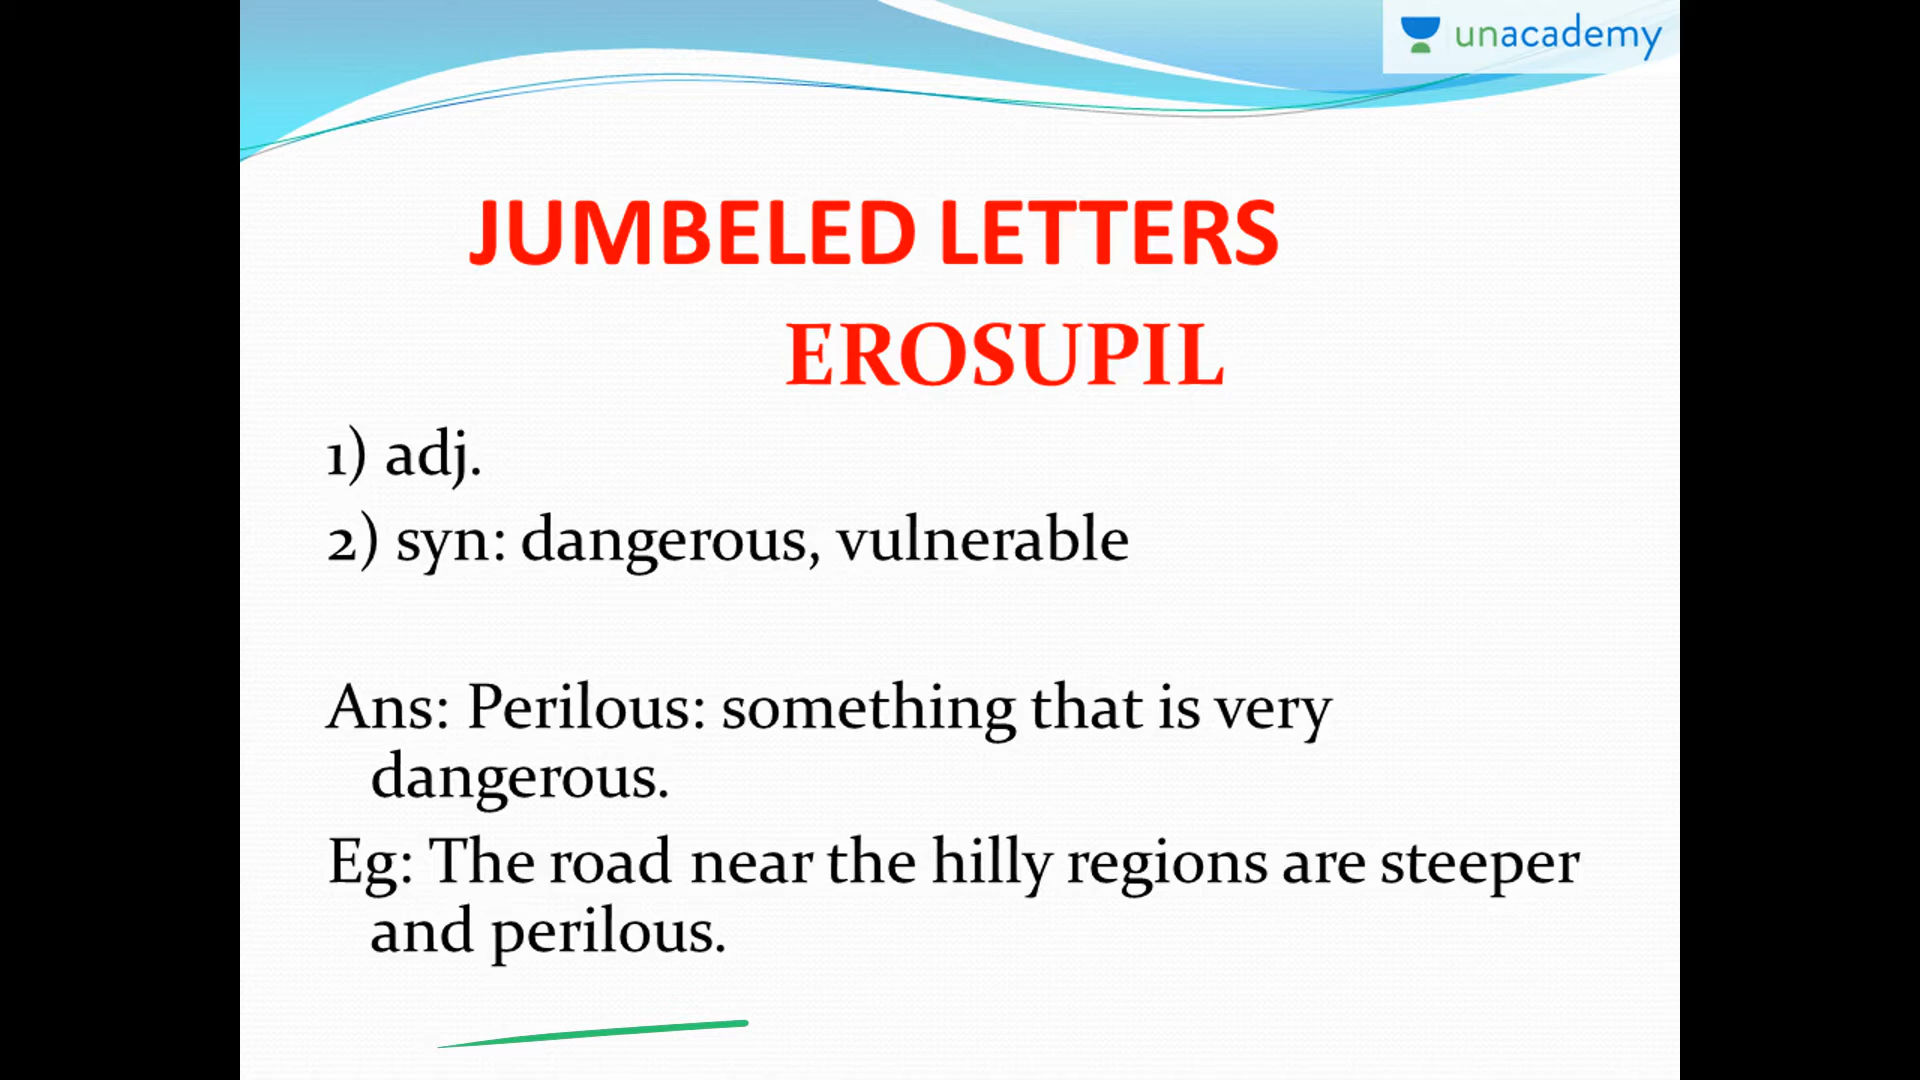 unacademy
JUMBELED LETTERS
EROSUPIL
1) adj.
2) syn: dangerous, vulnerable
Ans: Perilous: something that is very
dangerous.
Eg: The road near the hilly regions are steeper
and perilous.